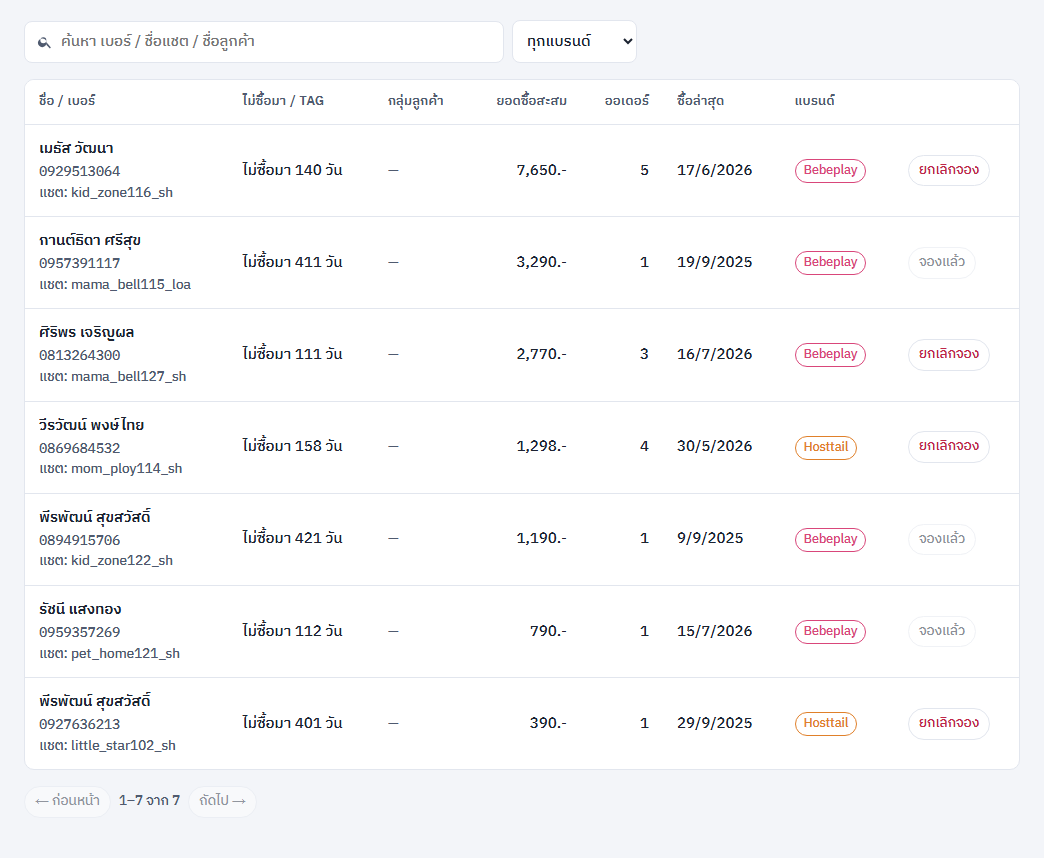 ค้นหา เบอร์ / ชื่อแชต / ชื่อลูกค้า
ทุกแบรนด์
ชื่อ / เบอร์ ไม่ซื้อมา / TAG กลุ่มลูกค้า ยอดซื้อสะสม ออเดอร์ ซื้อล่าสุด แบรนด์
เมธัส วัฒนา
0929513064
แชต: kid_zone116_sh
ไม่ซื้อมา 140 วัน — 7,650.- 5 17/6/2026 Bebeplay ยกเลิกจอง
กานต์ธิดา ศรีสุข
0957391117
แชต: mama_bell115_loa
ไม่ซื้อมา 411 วัน — 3,290.- 1 19/9/2025 Bebeplay จองแล้ว
ศิริพร เจริญผล
0813264300
แชต: mama_bell127_sh
ไม่ซื้อมา 111 วัน — 2,770.- 3 16/7/2026 Bebeplay ยกเลิกจอง
วีรวัฒน์ พงษ์ไทย
0869684532
แชต: mom_ploy114_sh
ไม่ซื้อมา 158 วัน — 1,298.- 4 30/5/2026 Hosttail ยกเลิกจอง
พีรพัฒน์ สุขสวัสดิ์
0894915706
แชต: kid_zone122_sh
ไม่ซื้อมา 421 วัน — 1,190.- 1 9/9/2025 Bebeplay จองแล้ว
รัชนี แสงทอง
0959357269
แชต: pet_home121_sh
ไม่ซื้อมา 112 วัน — 790.- 1 15/7/2026 Bebeplay จองแล้ว
พีรพัฒน์ สุขสวัสดิ์
0927636213
แชต: little_star102_sh
ไม่ซื้อมา 401 วัน — 390.- 1 29/9/2025 Hosttail ยกเลิกจอง
← ก่อนหน้า 1–7 จาก 7 ถัดไป →